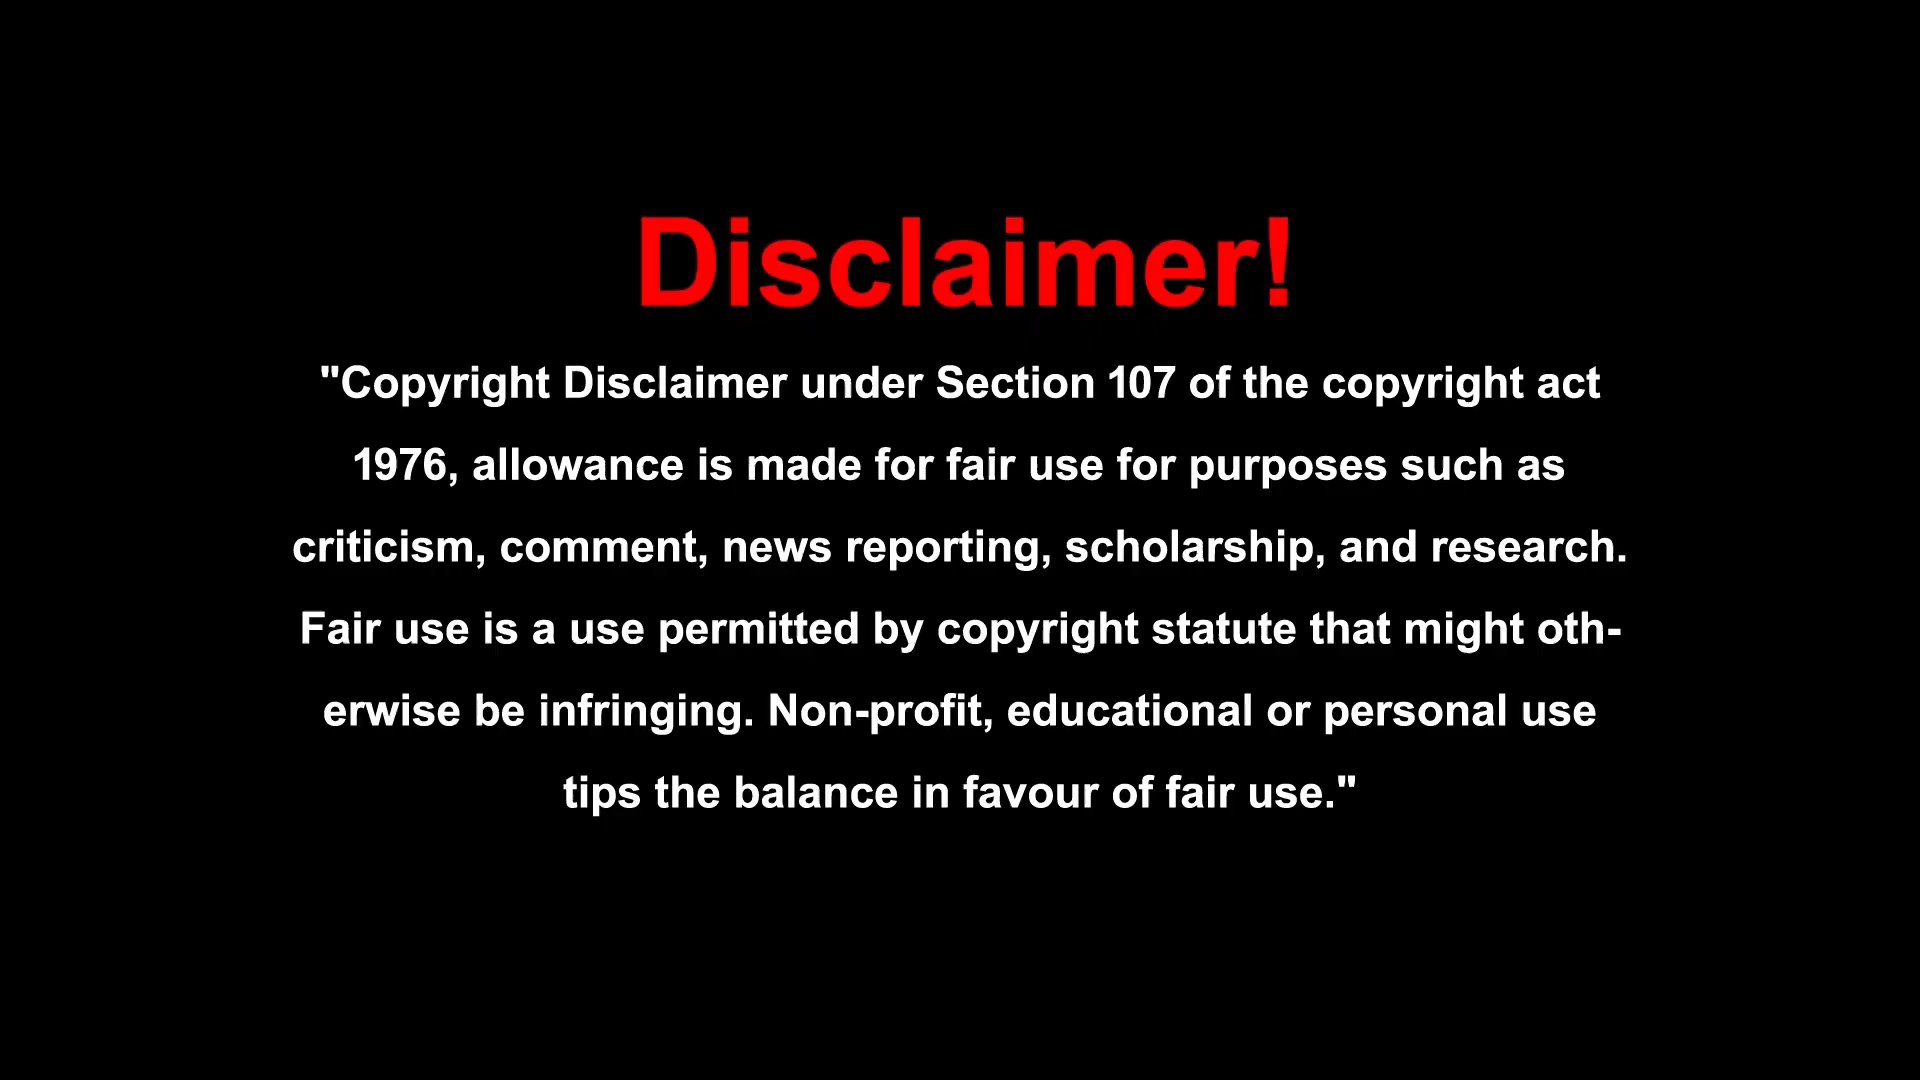 Disclaimer!
"Copyright Disclaimer under Section 107 of the copyright act
1976, allowance is made for fair use for purposes such as
criticism, comment, news reporting, scholarship, and research.
Fair use is a use permitted by copyright statute that might oth-
erwise be infringing. Non-profit, educational or personal use
tips the balance in favour of fair use."